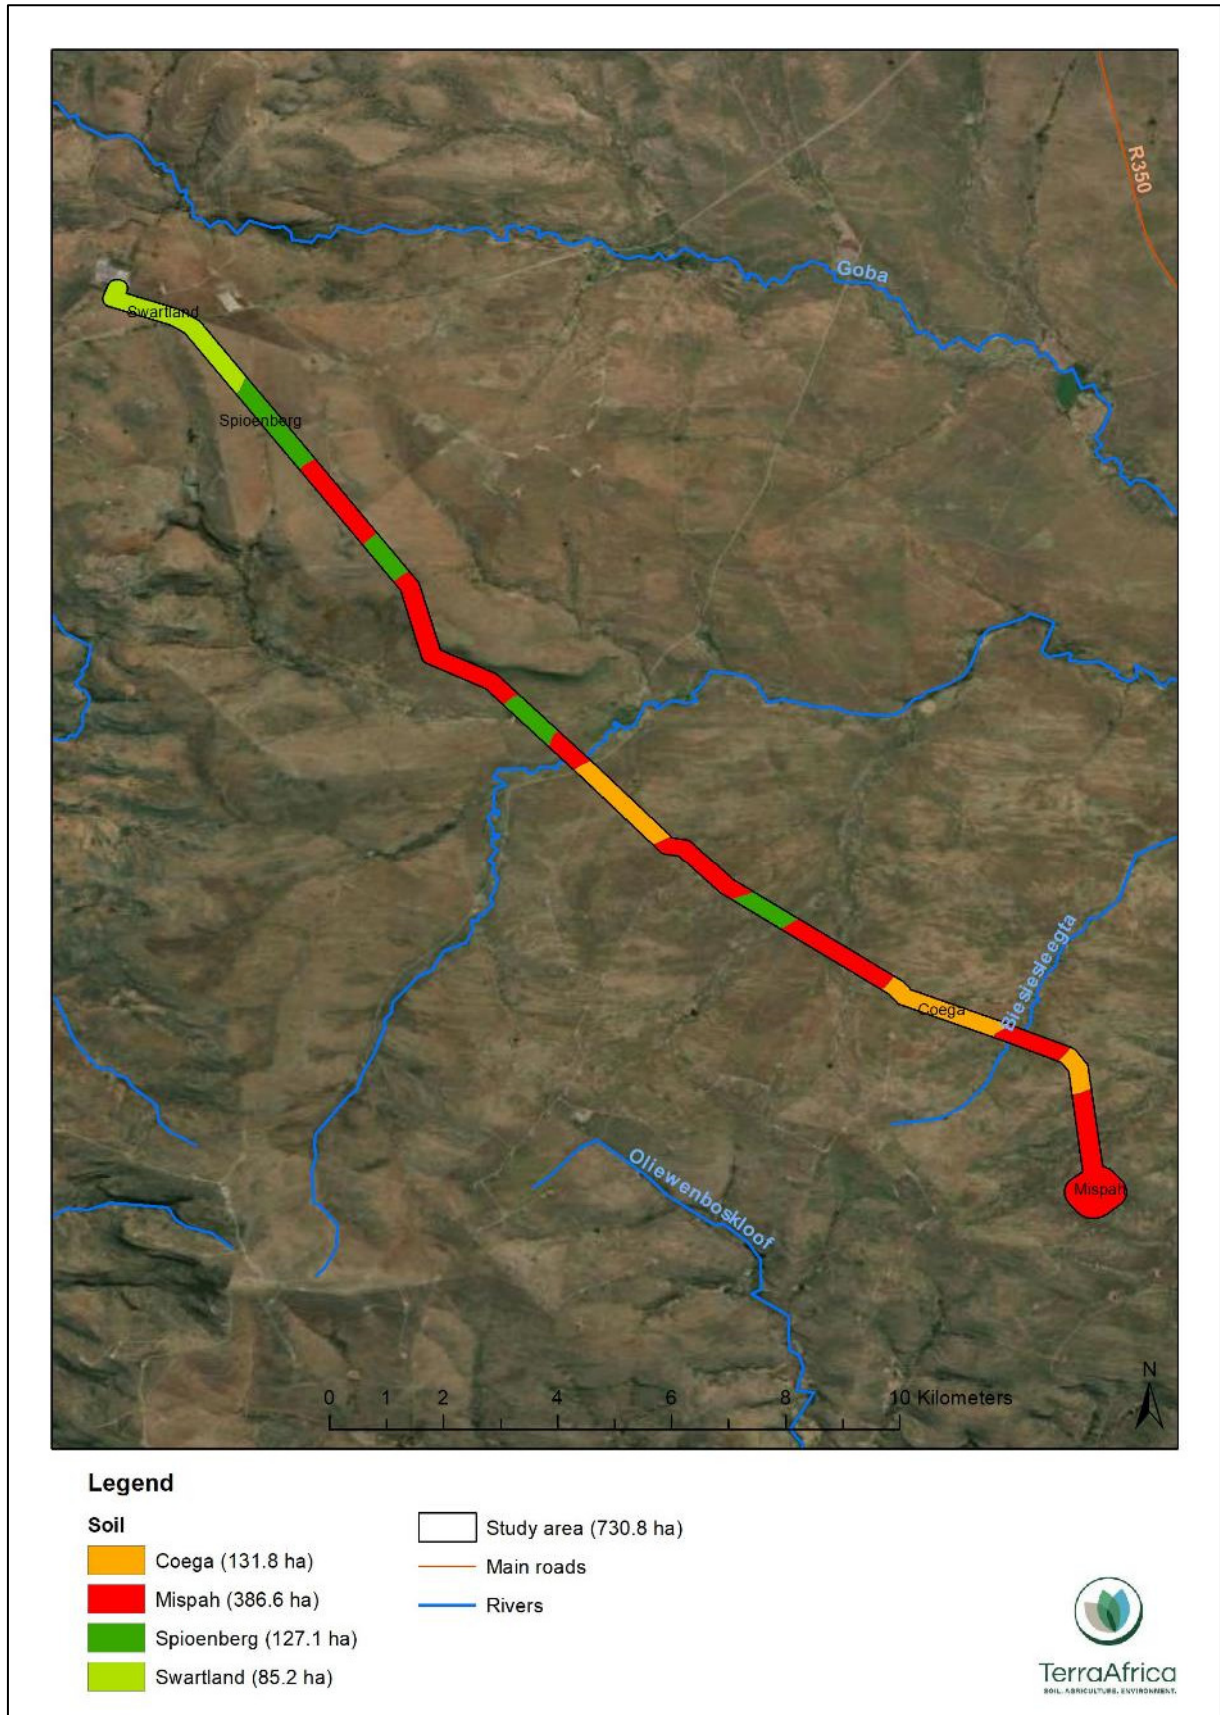 R350
Goba
Swartland
Spioenberg
Biesiesleegta
Coega
Mispah
Oliewenboskloof
N
0 2 4 6 8 10 Kilometers
Legend
Soil
Coega (131.8 ha)
Mispah (386.6 ha)
Spioenberg (127.1 ha)
Swartland (85.2 ha)
Study area (730.8 ha)
Main roads
Rivers
TerraAfrica
SOIL. AGRICULTURE. ENVIRONMENT.